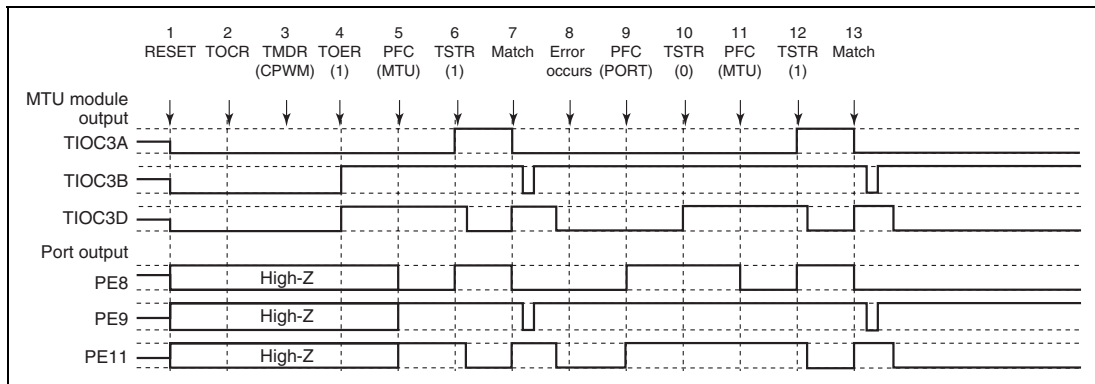 1 2 3 4 5 6 7 8 9 10 11 12 13
RESET TOCR TMDR TOER PFC TSTR Match Error PFC TSTR PFC TSTR Match
(CPWM) (1) (MTU) (1) occurs (PORT) (0) (MTU) (1)
MTU module
output
TIOC3A
TIOC3B
TIOC3D
Port output
PE8 High-Z
PE9 High-Z
PE11 High-Z